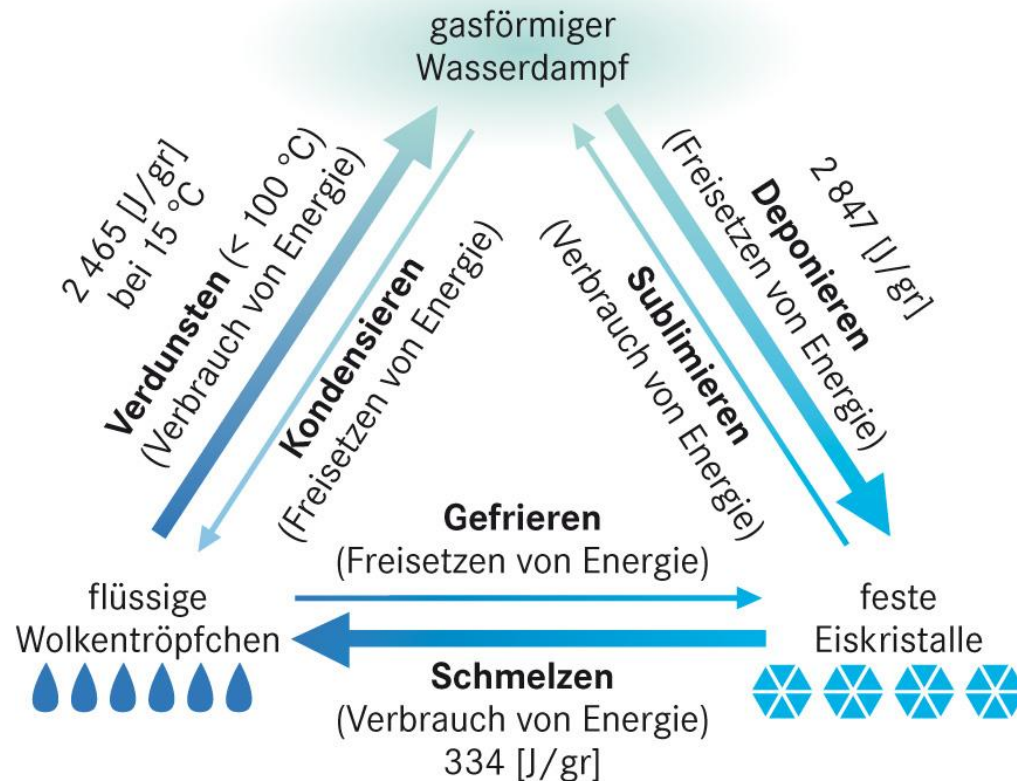 gasförmiger
Wasserdampf
2 465 [J/gr]
bei 15 °C
Verdunsten (< 100 °C)
(Verbrauch von Energie)
Kondensieren
(Freisetzen von Energie)
2 847 [J/gr]
Deponieren
(Freisetzen von Energie)
Sublimieren
(Verbrauch von Energie)
Gefrieren
(Freisetzen von Energie)
flüssige
Wolkentröpfchen
feste
Eiskristalle
Schmelzen
(Verbrauch von Energie)
334 [J/gr]